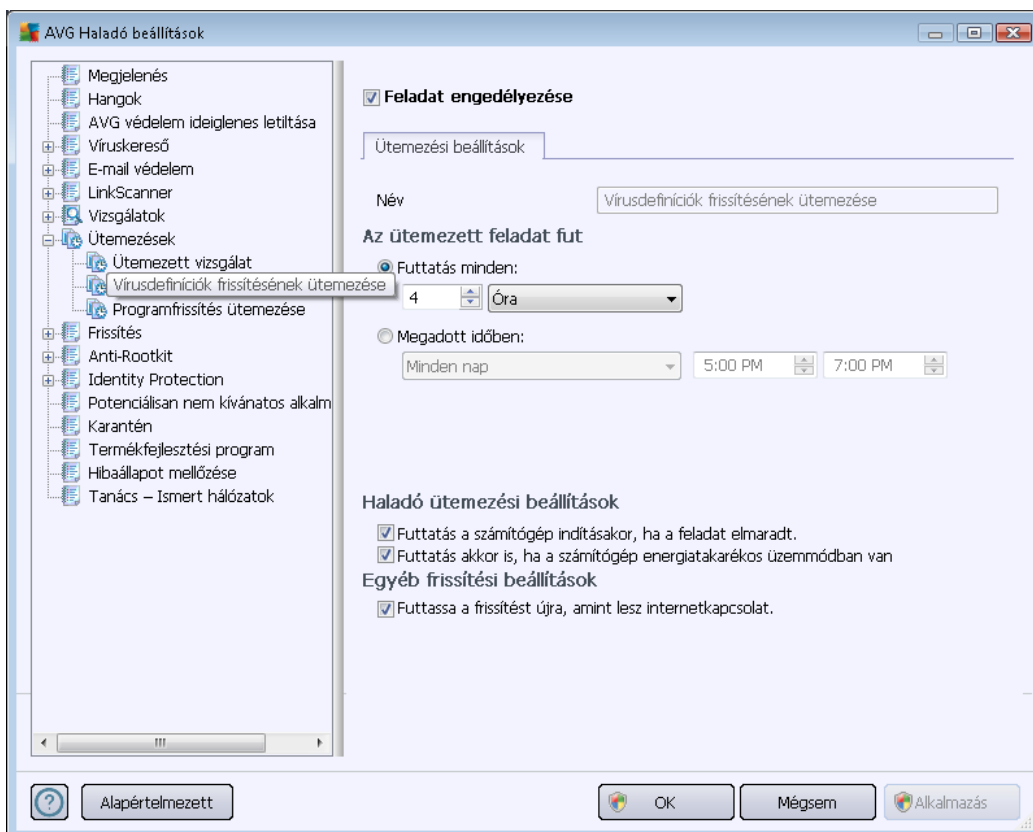 AVG Haladó beállítások
Megjelenés
Hangok
AVG védelem ideiglenes letiltása
Víruskereső
E-mail védelem
LinkScanner
Vizsgálatok
Ütemezések
Ütemezett vizsgálat
Vírusdefiníciók frissítésének ütemezése
Programfrissítés ütemezése
Frissítés
Anti-Rootkit
Identity Protection
Potenciálisan nem kívánatos alkalm
Karantén
Termékfejlesztési program
Hibaállapot mellőzése
Tanács – Ismert hálózatok
Feladat engedélyezése
Ütemezési beállítások
Név Vírusdefiníciók frissítésének ütemezése
Az ütemezett feladat fut
Futtatás minden:
4 Óra
Megadott időben:
Minden nap 5:00 PM 7:00 PM
Haladó ütemezési beállítások
Futtatás a számítógép indításakor, ha a feladat elmaradt.
Futtatás akkor is, ha a számítógép energiatakarékos üzemmódban van
Egyéb frissítési beállítások
Futtassa a frissítést újra, amint lesz internetkapcsolat.
Alapértelmezett OK Mégsem Alkalmazás